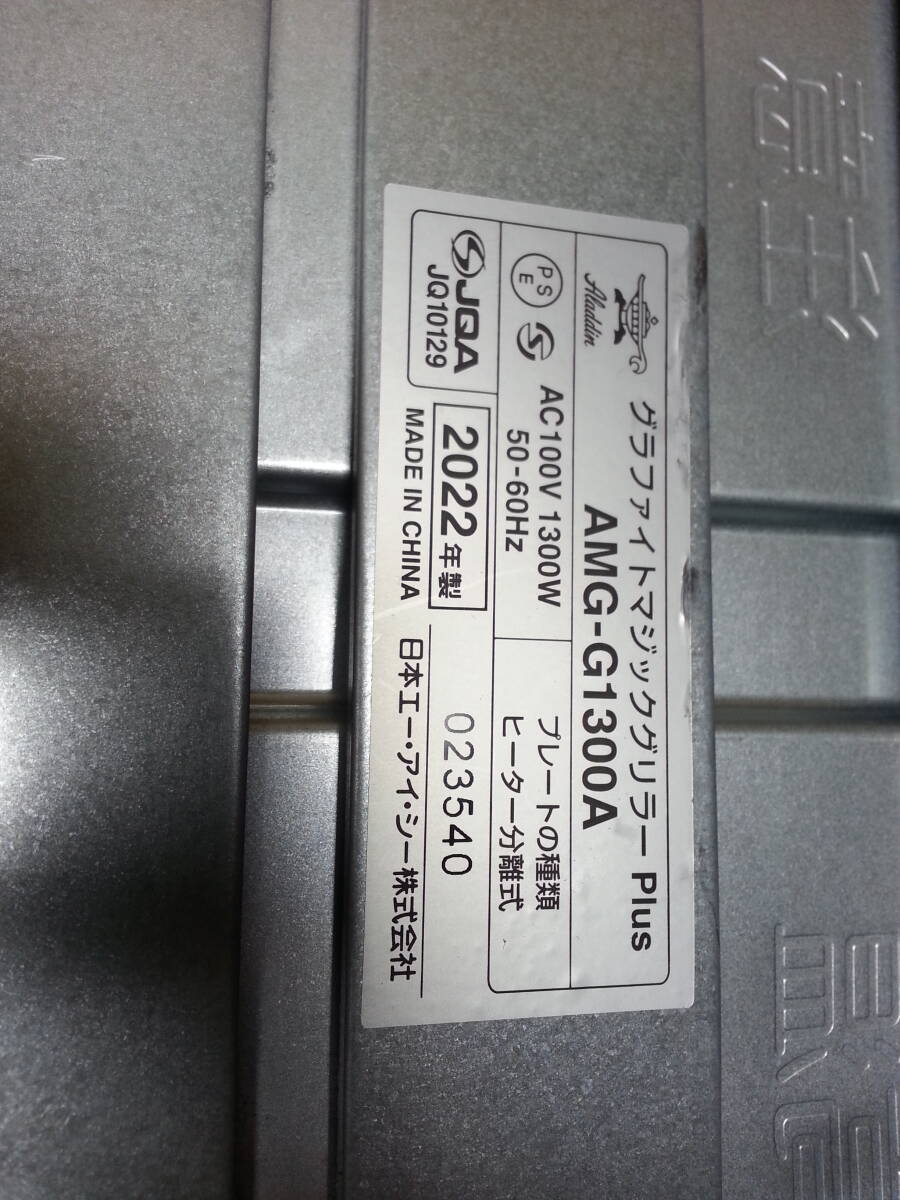 Aladdin
グラファイトマジックグリラー Plus
AMG-G1300A
PS
E
AC100V 1300W
50-60Hz
プレートの種類
ヒーター分離式
JQA
JQ10129
2022年製
023540
MADE IN CHINA
日本エー・アイ・シー株式会社